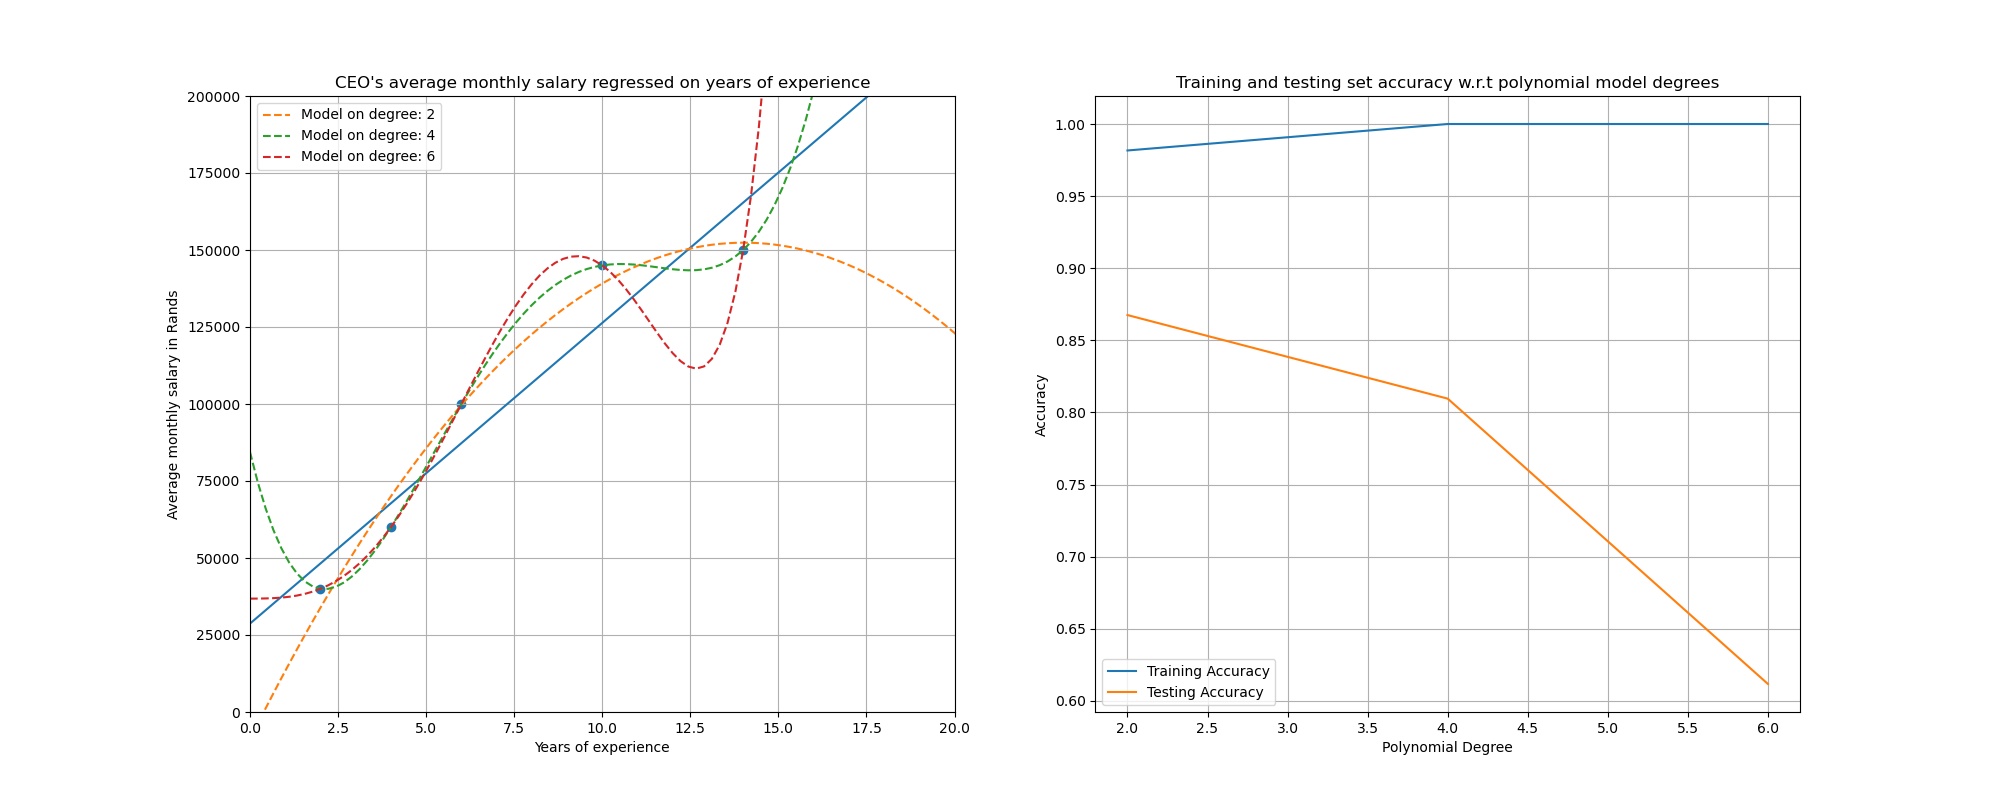 CEO's average monthly salary regressed on years of experience
200000
175000
150000
125000
100000
75000
50000
25000
0
Average monthly salary in Rands
Model on degree: 2
Model on degree: 4
Model on degree: 6
0.0 2.5 5.0 7.5 10.0 12.5 15.0 17.5 20.0
Years of experience
Training and testing set accuracy w.r.t polynomial model degrees
1.00
0.95
0.90
0.85
0.80
0.75
0.70
0.65
0.60
Accuracy
Training Accuracy
Testing Accuracy
2.0 2.5 3.0 3.5 4.0 4.5 5.0 5.5 6.0
Polynomial Degree